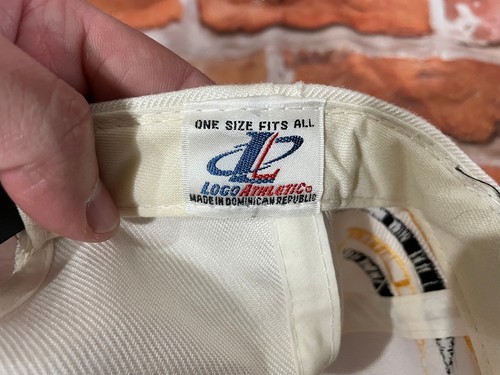 ONE SIZE FITS ALL
LOGO ATHLETIC
MADE IN DOMINICAN REPUBLIC